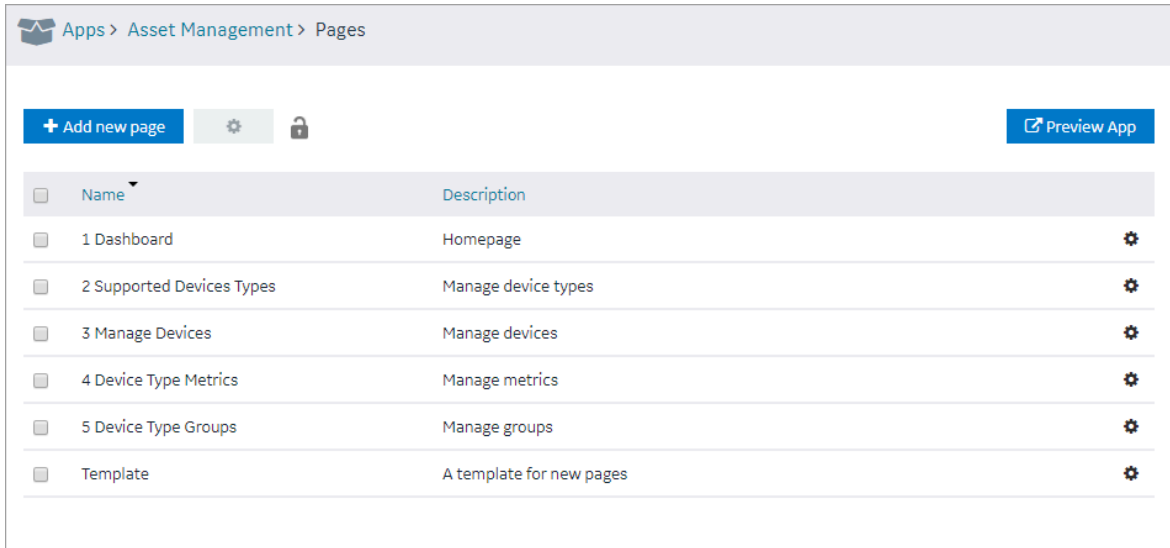 Apps > Asset Management > Pages
+ Add new page
Preview App
Name Description
1 Dashboard Homepage
2 Supported Devices Types Manage device types
3 Manage Devices Manage devices
4 Device Type Metrics Manage metrics
5 Device Type Groups Manage groups
Template A template for new pages